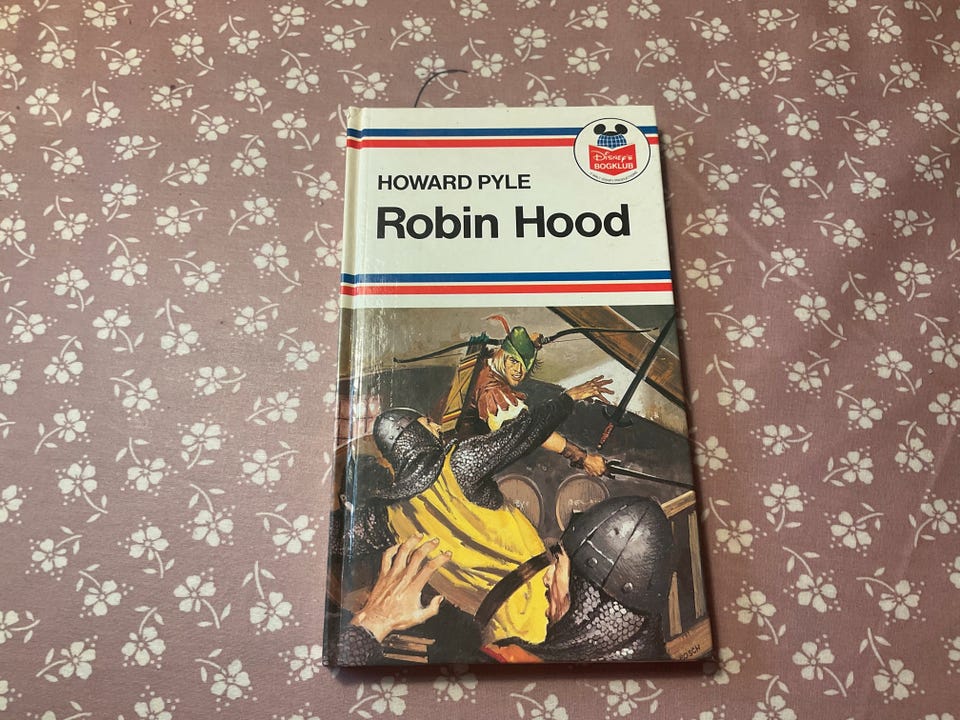 DISNEY'S
BOGKLUB
HOWARD PYLE
Robin Hood